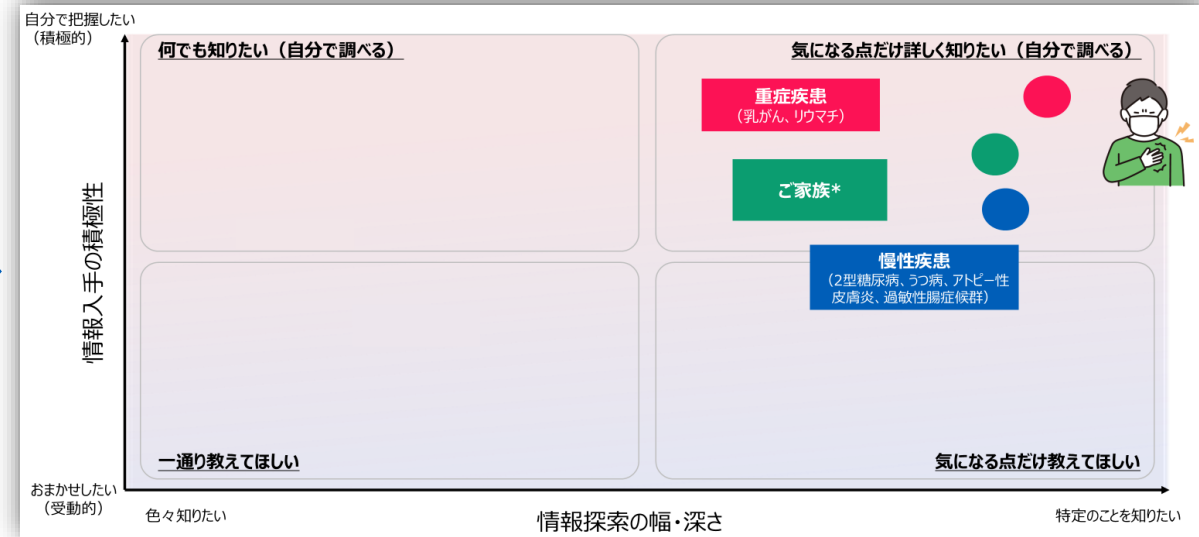 自分で把握したい
（積極的）
何でも知りたい（自分で調べる）
気になる点だけ詳しく知りたい（自分で調べる）
重症疾患
（乳がん、リウマチ）
ご家族*
慢性疾患
（2型糖尿病、うつ病、アトピー性
皮膚炎、過敏性腸症候群）
情報入手の積極性
一通り教えてほしい
気になる点だけ教えてほしい
おまかせしたい
（受動的）
色々知りたい
情報探索の幅・深さ
特定のことを知りたい